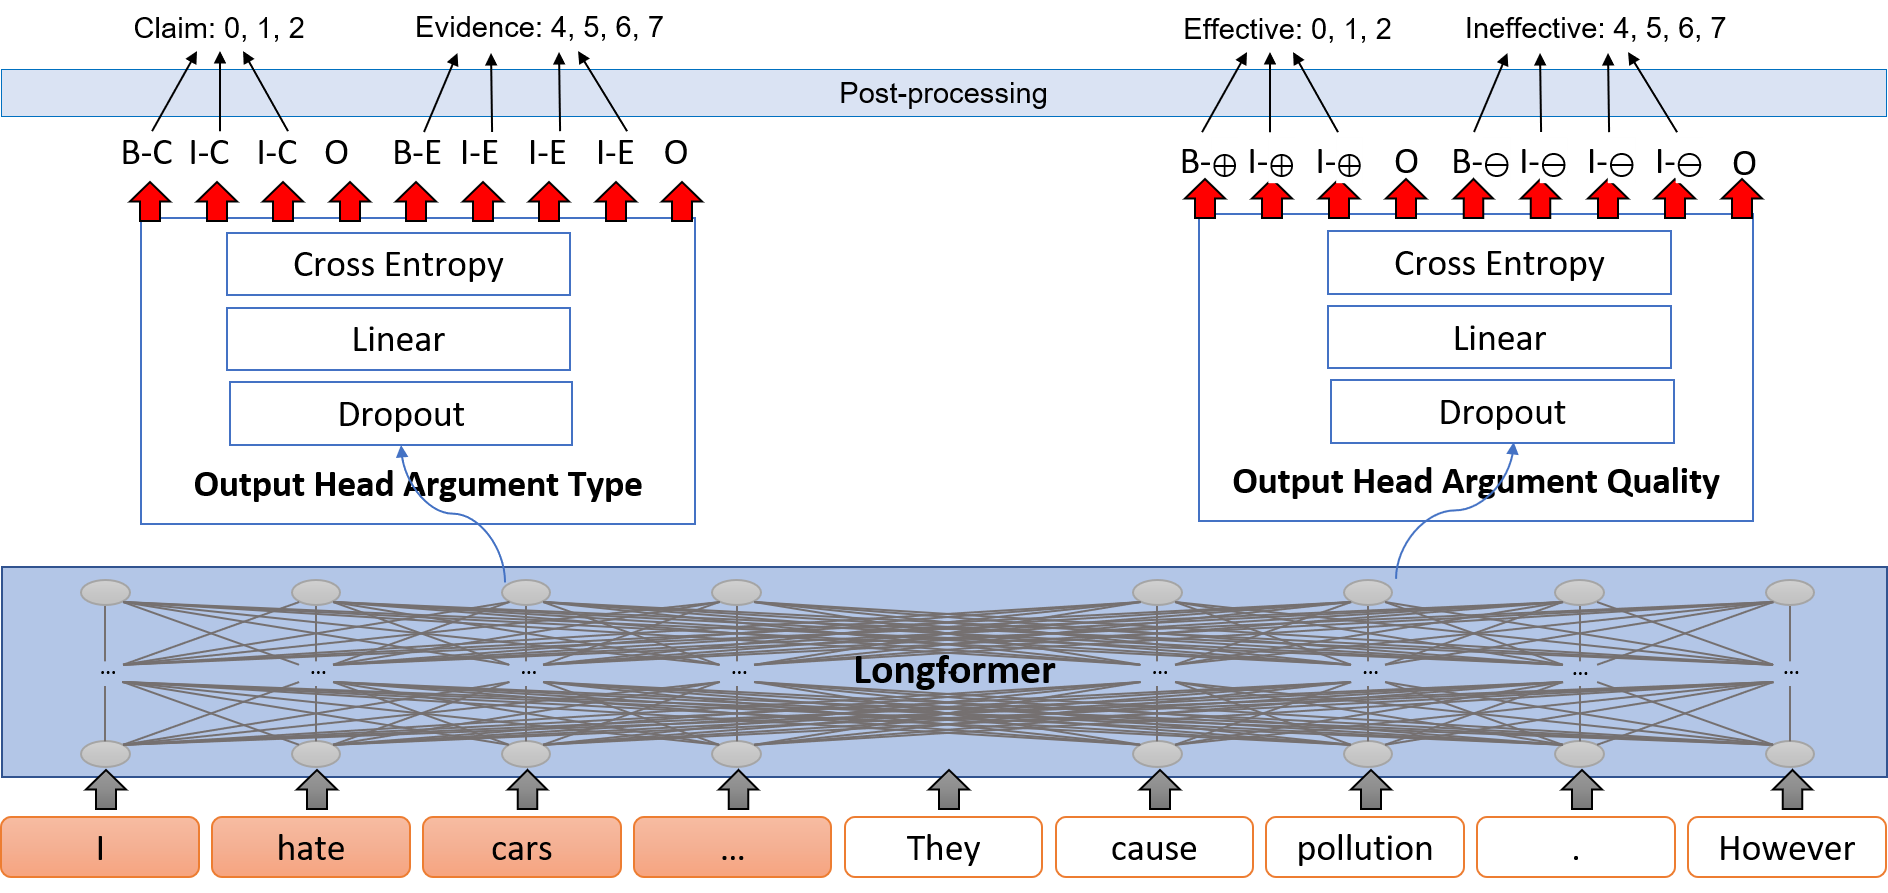 Claim: 0, 1, 2 Evidence: 4, 5, 6, 7 Effective: 0, 1, 2 Ineffective: 4, 5, 6, 7
Post-processing
B-C I-C I-C O B-E I-E I-E I-E O B-⊕ I-⊕ I-⊕ O B-⊖ I-⊖ I-⊖ I-⊖ O
Cross Entropy Cross Entropy
Linear Linear
Dropout Dropout
Output Head Argument Type Output Head Argument Quality
... ... ... ... Longformer ... ... ... ...
I hate cars ... They cause pollution . However